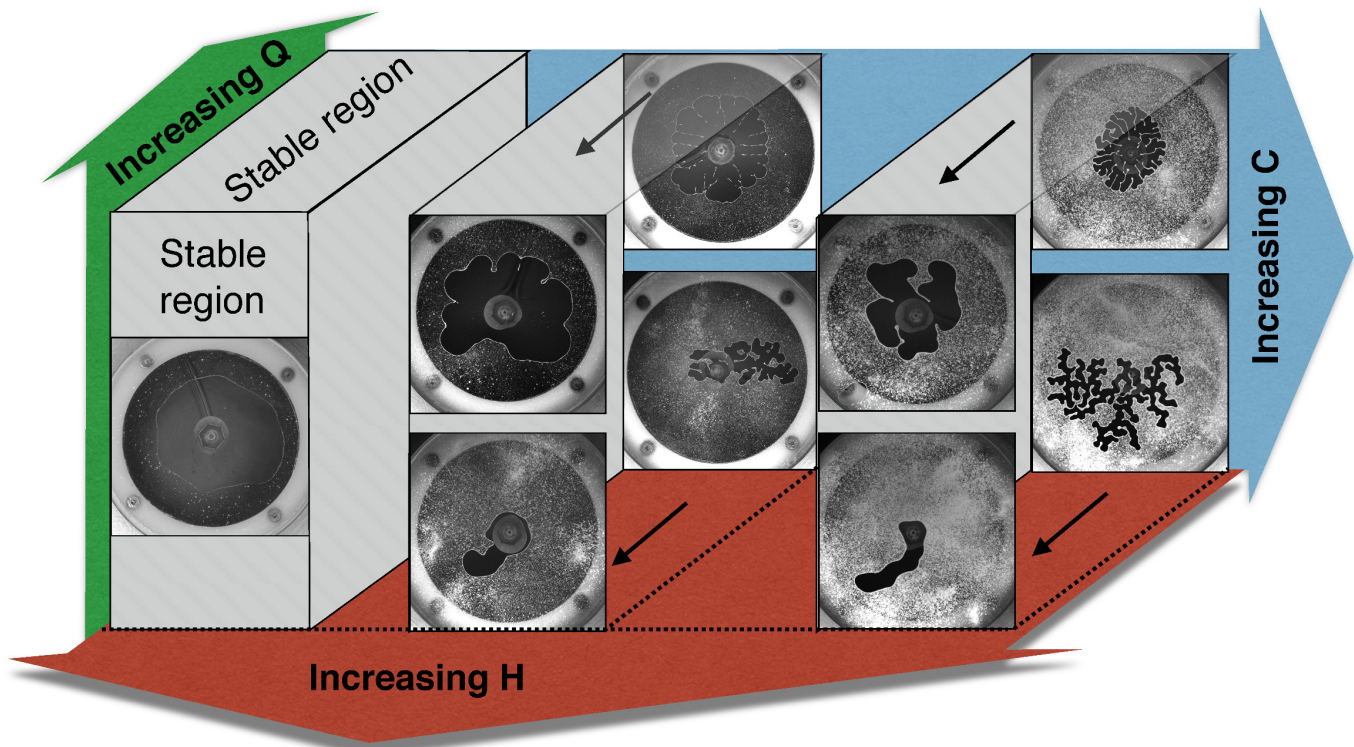 Increasing Q
Stable region
Stable
region
Increasing C
Increasing H